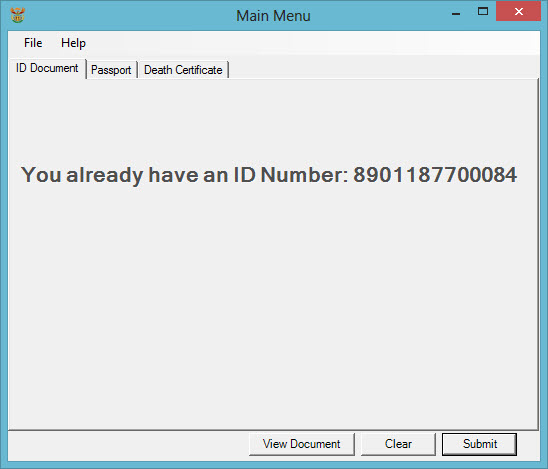 Main Menu
File Help
ID Document Passport Death Certificate
You already have an ID Number: 8901187700084
View Document Clear Submit